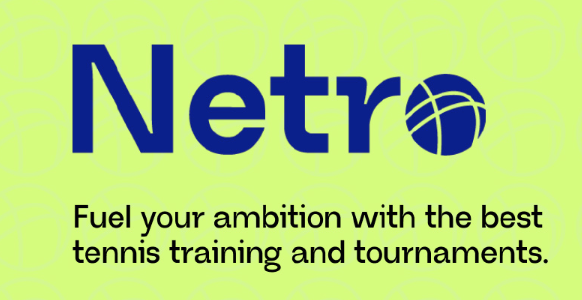 Netro
Fuel your ambition with the best
tennis training and tournaments.